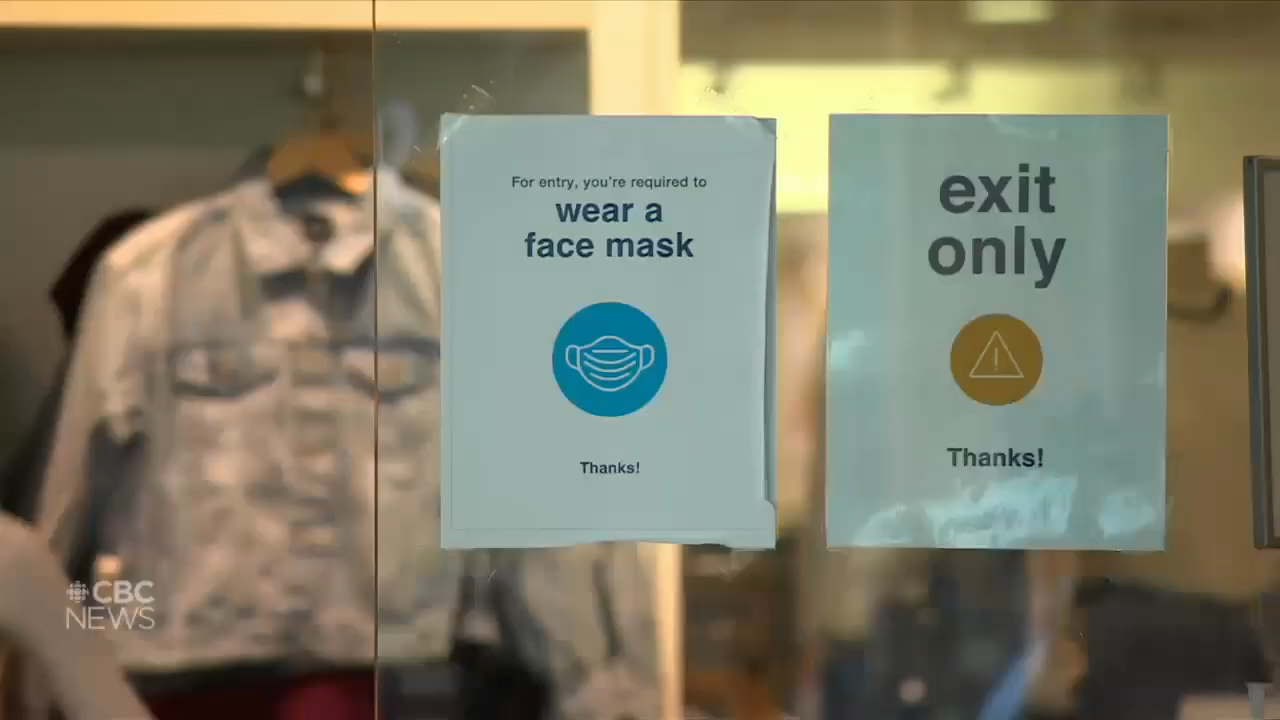 For entry, you're required to
wear a
face mask
Thanks!
exit
only
Thanks!
CBC
NEWS